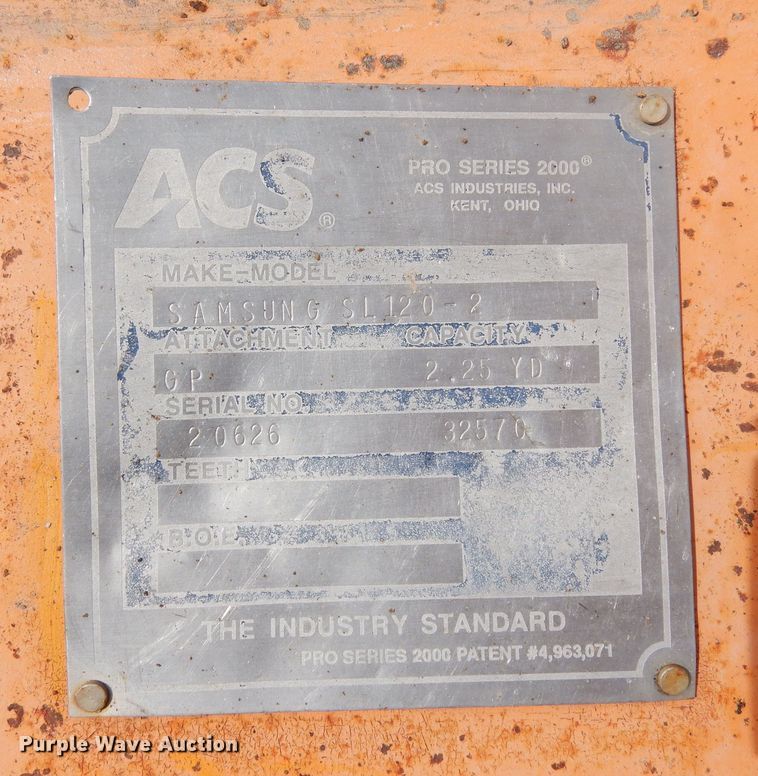 ACS®
PRO SERIES 2000®
ACS INDUSTRIES, INC.
KENT, OHIO
MAKE-MODEL
SAMSUNG SL120-2
ATTACHMENT CAPACITY
GP 2.25 YD
SERIAL NO.
20626 32570
TEETH
B.O.E.
THE INDUSTRY STANDARD
PRO SERIES 2000 PATENT #4,963,071
Purple Wave Auction